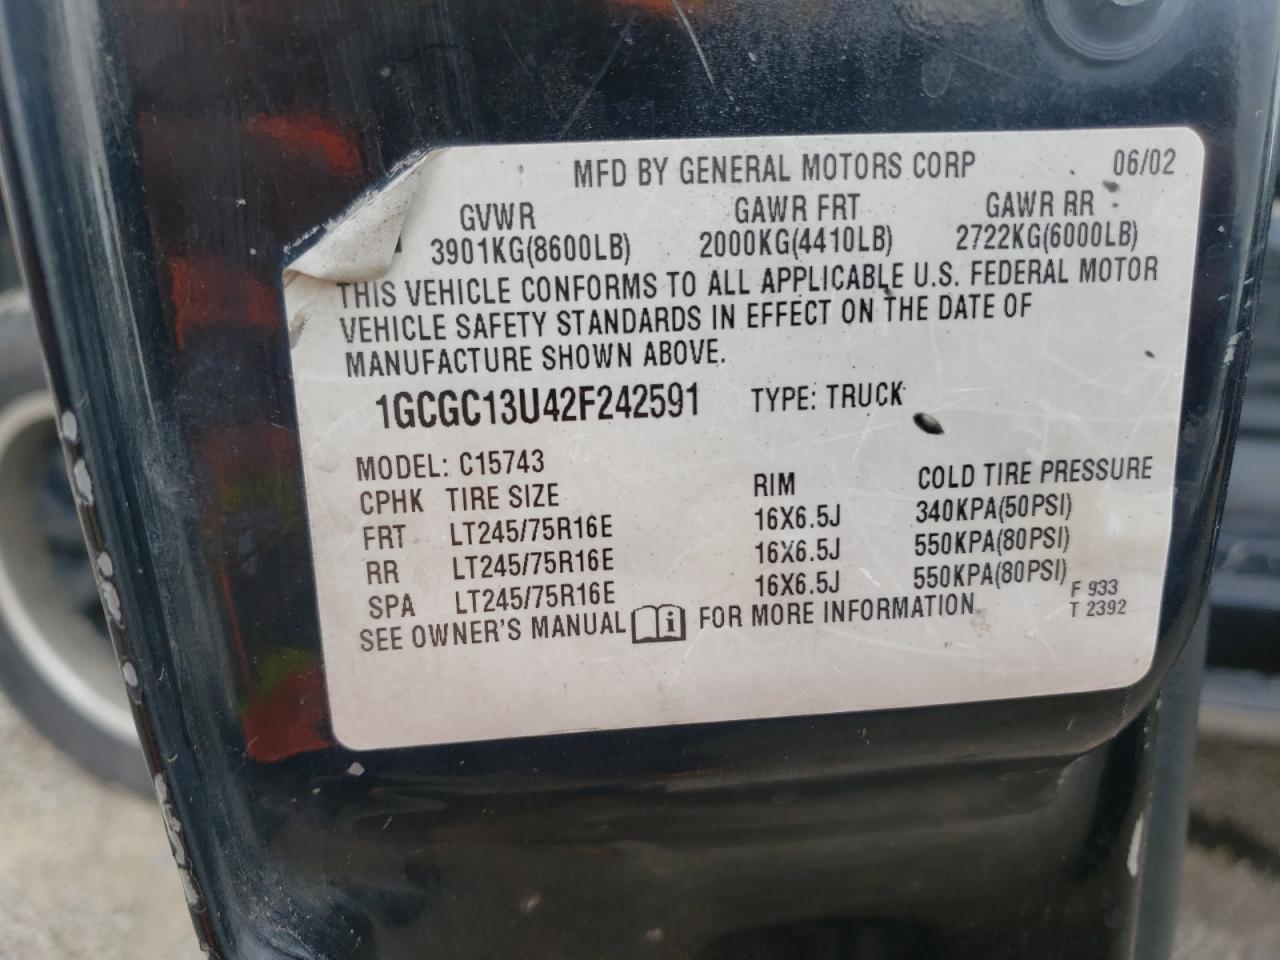 MFD BY GENERAL MOTORS CORP 06/02
GVWR GAWR FRT GAWR RR
3901KG(8600LB) 2000KG(4410LB) 2722KG(6000LB)
THIS VEHICLE CONFORMS TO ALL APPLICABLE U.S. FEDERAL MOTOR
VEHICLE SAFETY STANDARDS IN EFFECT ON THE DATE OF
MANUFACTURE SHOWN ABOVE.
1GCGC13U42F242591 TYPE: TRUCK
MODEL: C15743
CPHK TIRE SIZE RIM COLD TIRE PRESSURE
FRT LT245/75R16E 16X6.5J 340KPA(50PSI)
RR LT245/75R16E 16X6.5J 550KPA(80PSI)
SPA LT245/75R16E 16X6.5J 550KPA(80PSI)
SEE OWNER'S MANUAL i FOR MORE INFORMATION
F 933
T 2392